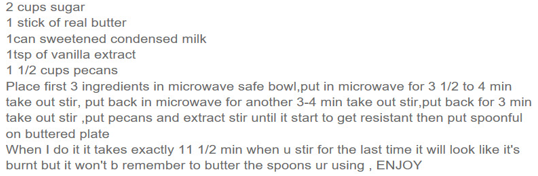 2 cups sugar
1 stick of real butter
1can sweetened condensed milk
1tsp of vanilla extract
1 1/2 cups pecans
Place first 3 ingredients in microwave safe bowl,put in microwave for 3 1/2 to 4 min
take out stir, put back in microwave for another 3-4 min take out stir,put back for 3 min
take out stir ,put pecans and extract stir until it start to get resistant then put spoonful
on buttered plate
When I do it it takes exactly 11 1/2 min when u stir for the last time it will look like it's
burnt but it won't b remember to butter the spoons ur using , ENJOY